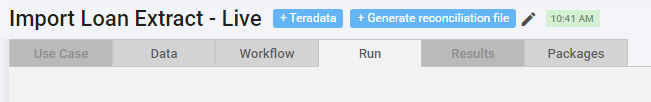 Import Loan Extract - Live + Teradata + Generate reconciliation file 10:41 AM
Use Case Data Workflow Run Results Packages